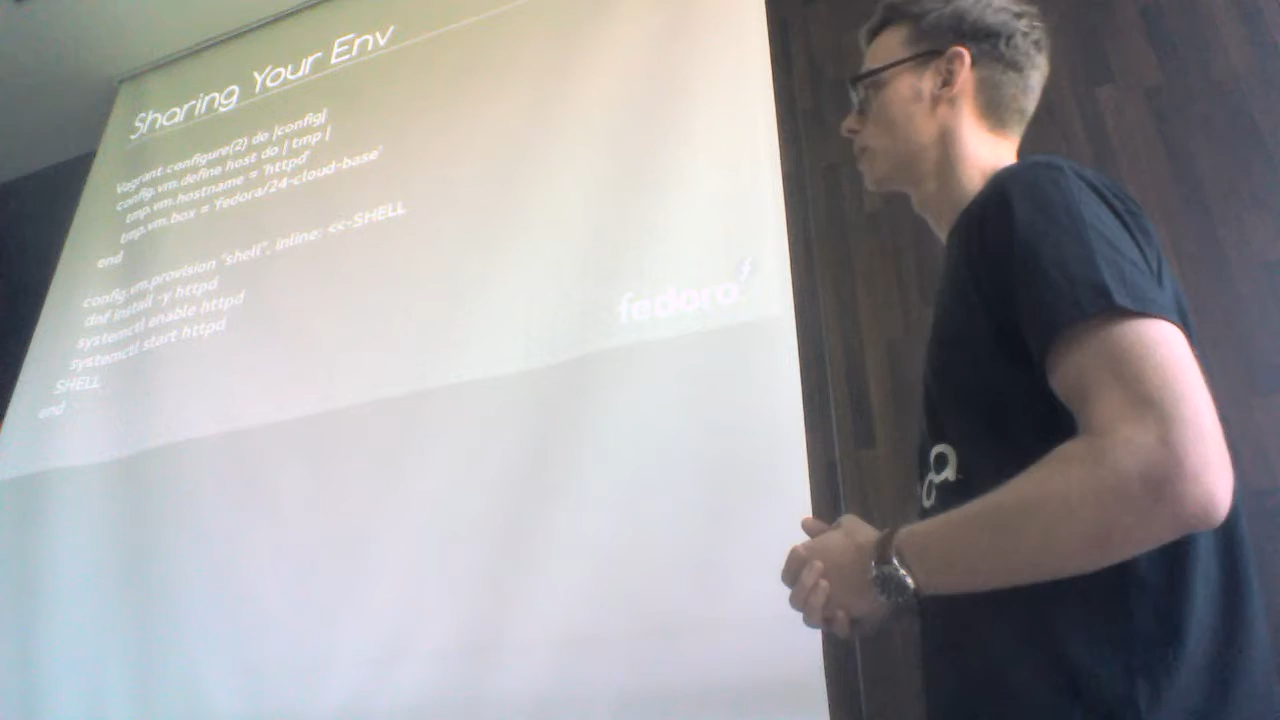 Sharing Your Env
Vagrant.configure(2) do |config|
config.vm.define host do | tmp |
tmp.vm.hostname = 'httpd'
tmp.vm.box = 'fedora/24-cloud-base'
end
config.vm.provision "shell", inline: <<-SHELL
dnf install -y httpd
systemctl enable httpd
systemctl start httpd
SHELL
end
fedora